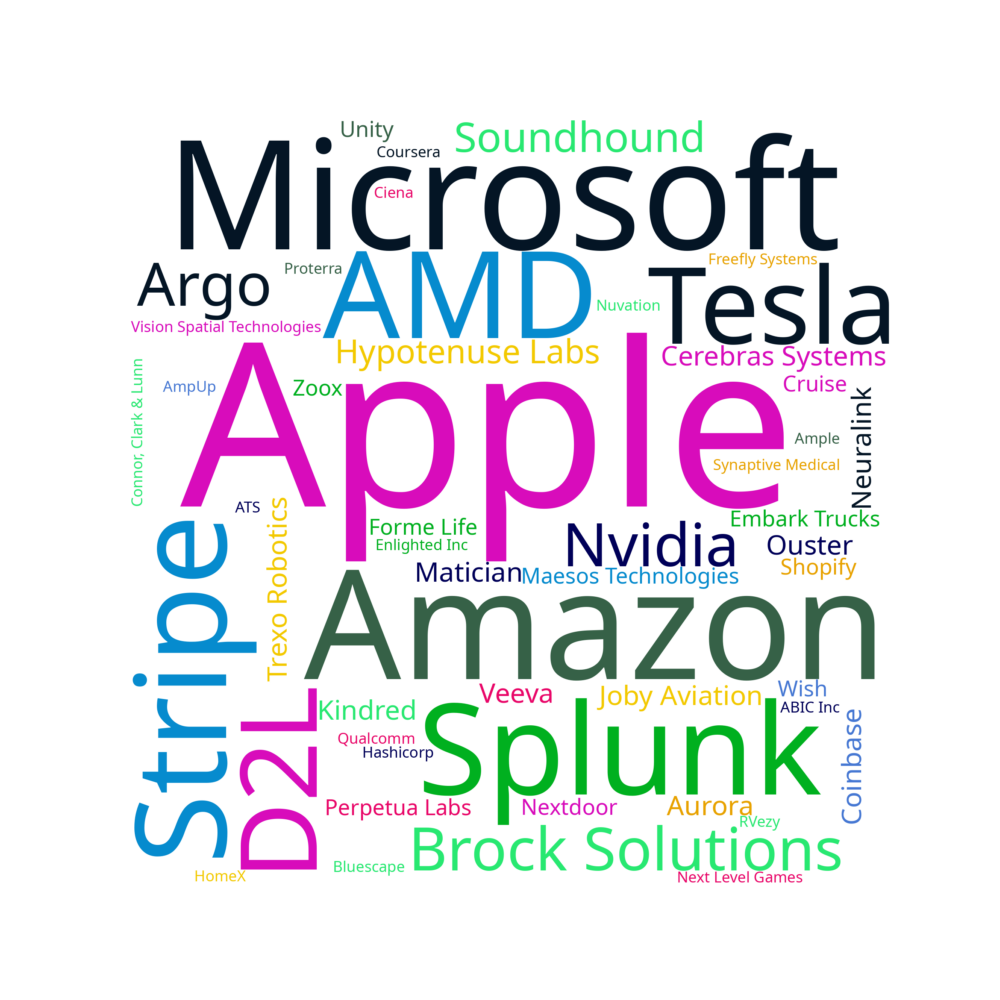 Unity
Soundhound
Coursera
Microsoft
Ciena
Argo
Proterra
AMD
Freefly Systems
Tesla
Nuvation
Vision Spatial Technologies
Hypotenuse Labs
Cerebras Systems
Connor, Clark & Lunn
AmpUp
Zoox
Apple
Cruise
Neuralink
Ample
Synaptive Medical
ATS
Stripe
Trexo Robotics
Forme Life
Enlighted Inc
Nvidia
Embark Trucks
Ouster
Shopify
Matician
Maesos Technologies
Amazon
D2L
Kindred
Veeva
Joby Aviation
Wish
ABIC Inc
Qualcomm
Hashicorp
Splunk
Coinbase
Perpetua Labs
Nextdoor
Aurora
RVezy
Brock Solutions
Bluescape
HomeX
Next Level Games